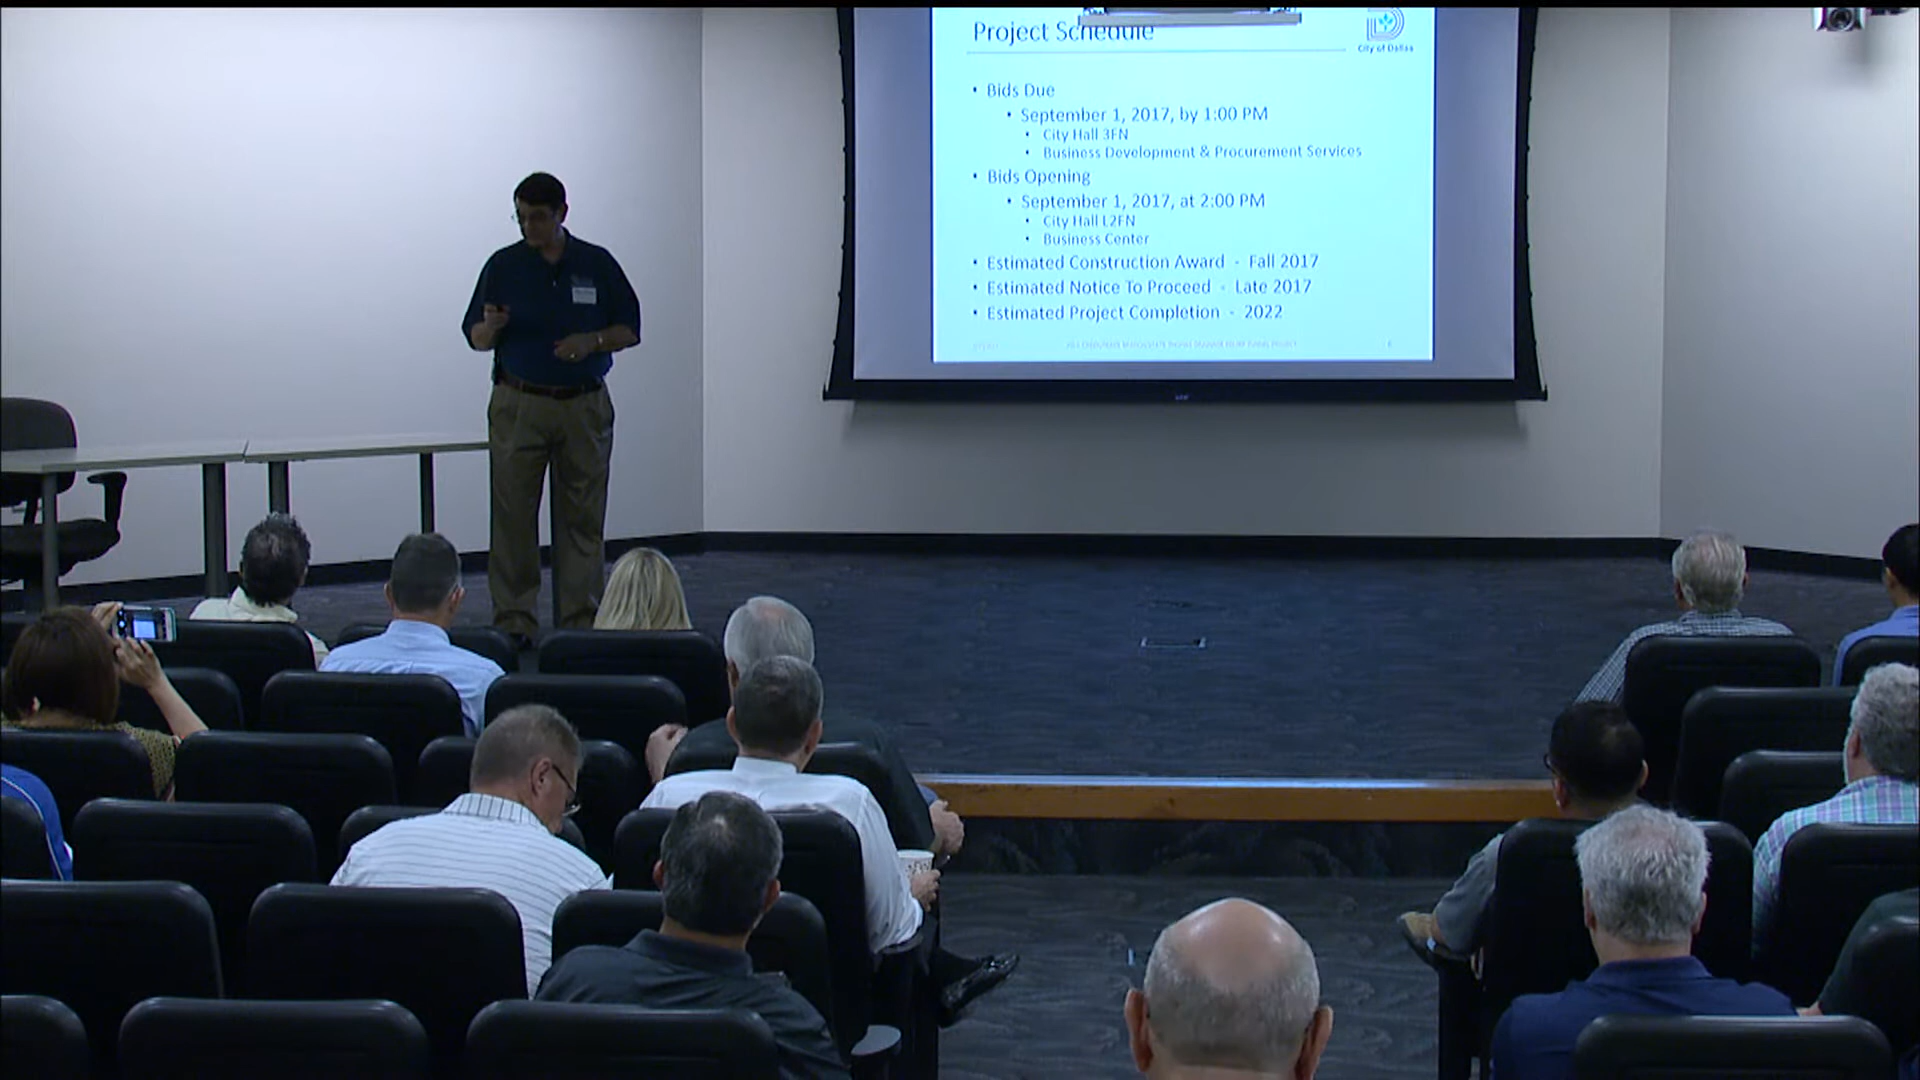 Project Schedule
City of Dallas
• Bids Due
• September 1, 2017, by 1:00 PM
• City Hall 3FN
• Business Development & Procurement Services
• Bids Opening
• September 1, 2017, at 2:00 PM
• City Hall L2FN
• Business Center
• Estimated Construction Award - Fall 2017
• Estimated Notice To Proceed - Late 2017
• Estimated Project Completion - 2022